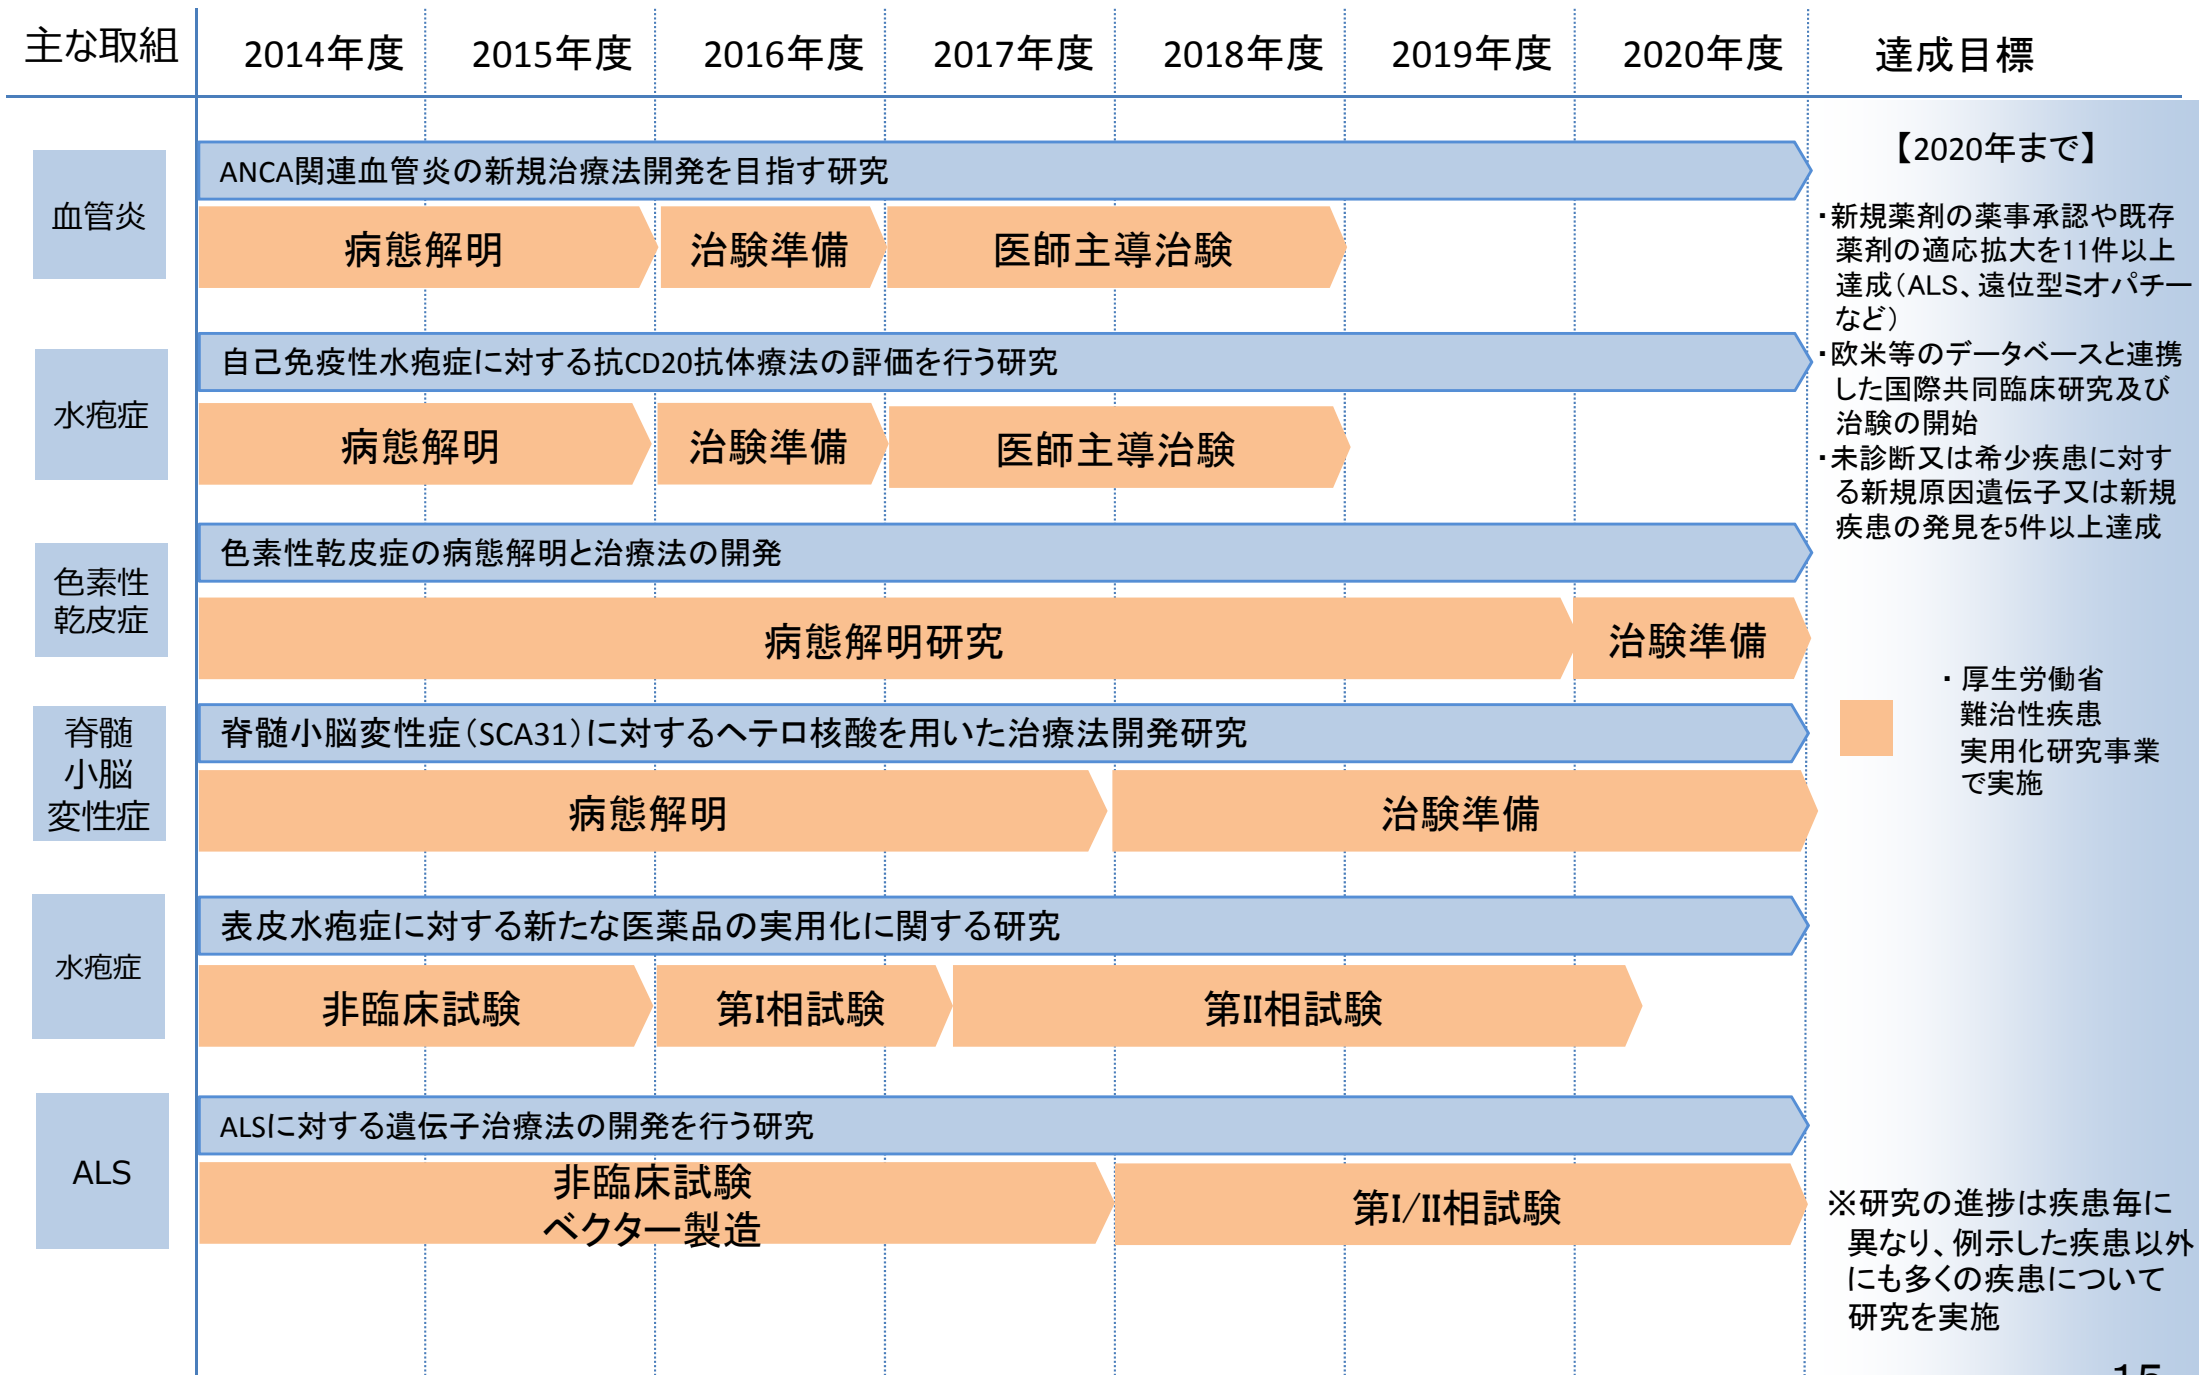 主な取組
2014年度
2015年度
2016年度
2017年度
2018年度
2019年度
2020年度
達成目標
血管炎
ANCA関連血管炎の新規治療法開発を目指す研究
病態解明
治験準備
医師主導治験
水疱症
自己免疫性水疱症に対する抗CD20抗体療法の評価を行う研究
病態解明
治験準備
医師主導治験
色素性
乾皮症
色素性乾皮症の病態解明と治療法の開発
病態解明研究
治験準備
脊髄
小脳
変性症
脊髄小脳変性症（SCA31）に対するヘテロ核酸を用いた治療法開発研究
病態解明
治験準備
水疱症
表皮水疱症に対する新たな医薬品の実用化に関する研究
非臨床試験
第I相試験
第II相試験
ALS
ALSに対する遺伝子治療法の開発を行う研究
非臨床試験
ベクター製造
第I/II相試験
【2020年まで】
・新規薬剤の薬事承認や既存
薬剤の適応拡大を11件以上
達成（ALS、遠位型ミオパチー
など）
・欧米等のデータベースと連携
した国際共同臨床研究及び
治験の開始
・未診断又は希少疾患に対す
る新規原因遺伝子又は新規
疾患の発見を5件以上達成
・ 厚生労働省
難治性疾患
実用化研究事業
で実施
※研究の進捗は疾患毎に
異なり、例示した疾患以外
にも多くの疾患について
研究を実施
15